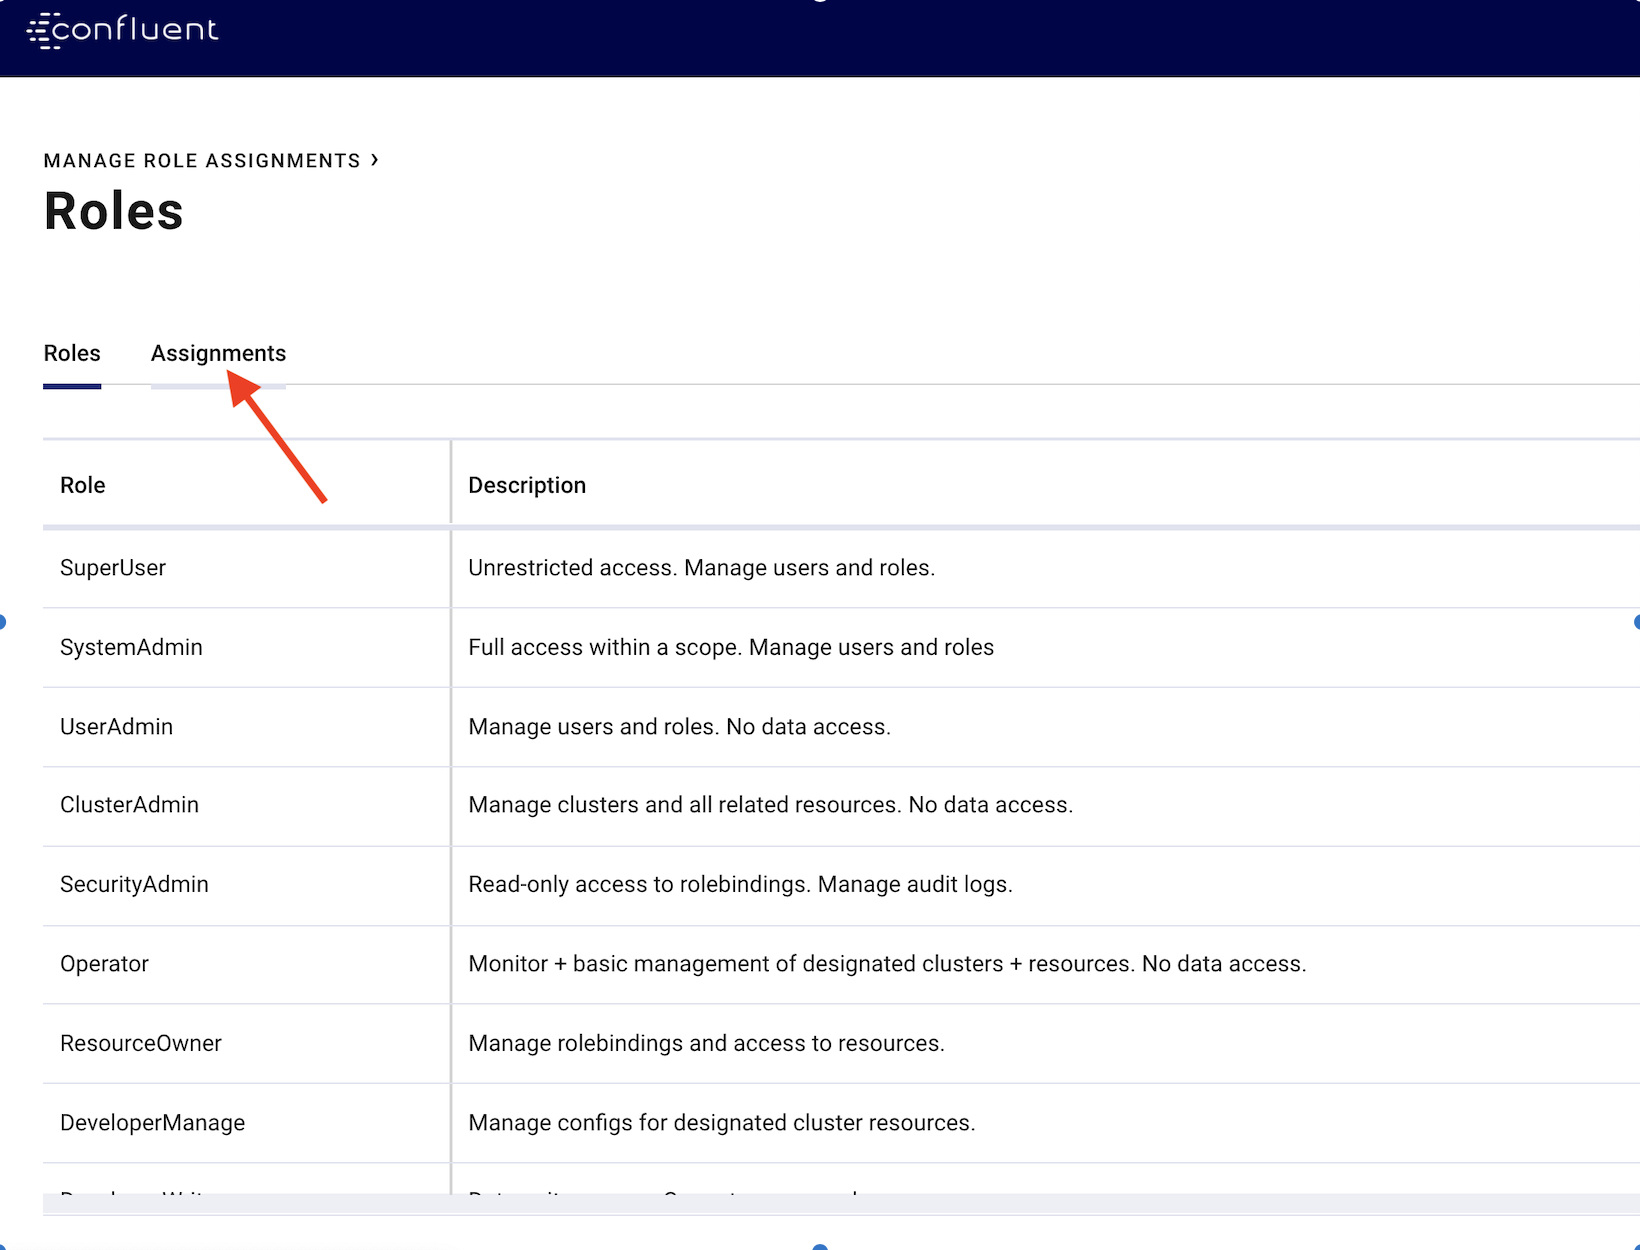 confluent
MANAGE ROLE ASSIGNMENTS ›
Roles
Roles Assignments
Role Description
SuperUser Unrestricted access. Manage users and roles.
SystemAdmin Full access within a scope. Manage users and roles
UserAdmin Manage users and roles. No data access.
ClusterAdmin Manage clusters and all related resources. No data access.
SecurityAdmin Read-only access to rolebindings. Manage audit logs.
Operator Monitor + basic management of designated clusters + resources. No data access.
ResourceOwner Manage rolebindings and access to resources.
DeveloperManage Manage configs for designated cluster resources.